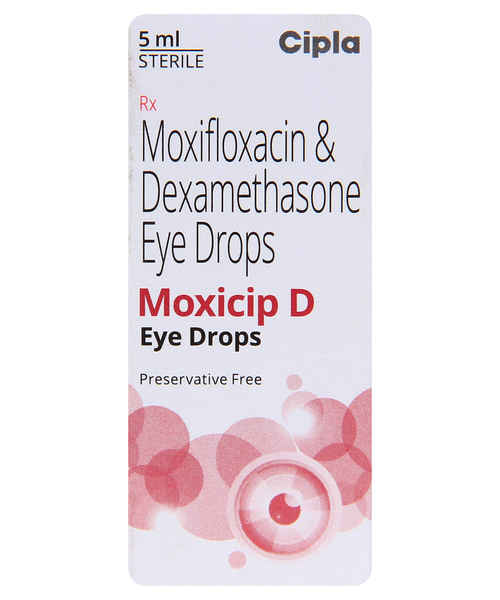 5 ml
STERILE
Cipla
Rx
Moxifloxacin &
Dexamethasone
Eye Drops
Moxicip D
Eye Drops
Preservative Free